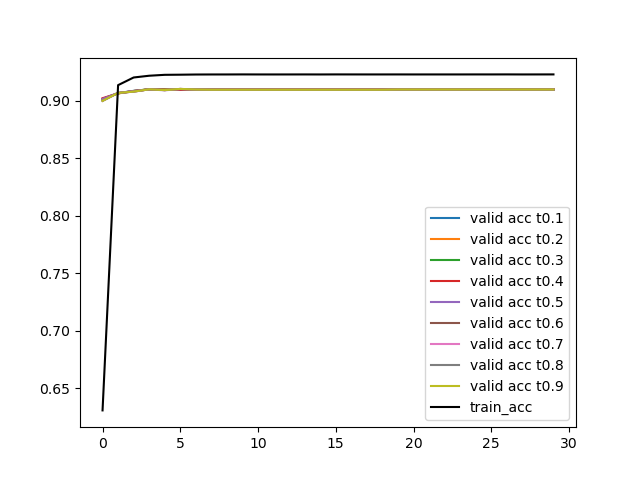 0.90
0.85
0.80
0.75
0.70
0.65
valid acc t0.1
valid acc t0.2
valid acc t0.3
valid acc t0.4
valid acc t0.5
valid acc t0.6
valid acc t0.7
valid acc t0.8
valid acc t0.9
train_acc
0 5 10 15 20 25 30